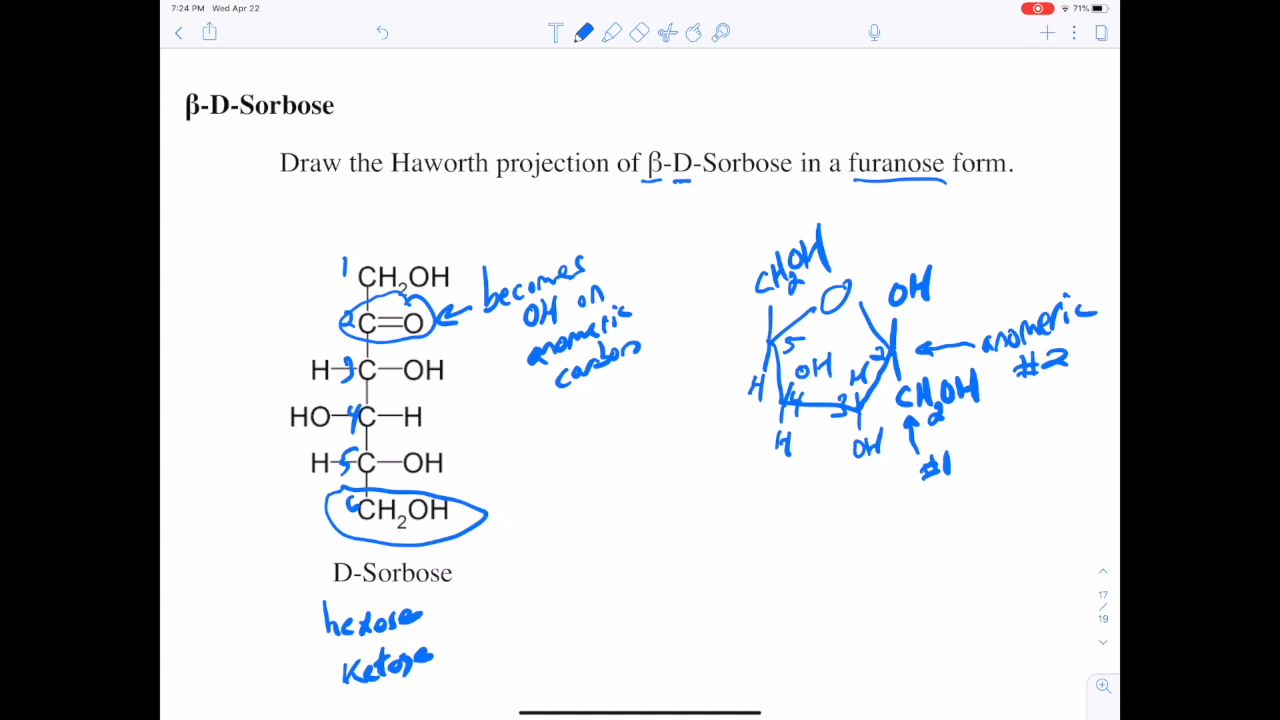 7:24 PM Wed Apr 22
71%
T
β-D-Sorbose
Draw the Haworth projection of β-D-Sorbose in a furanose form.
1 CH2OH
2 C=O
H 3 C—OH
HO 4 C—H
H 5 C—OH
6 CH2OH
D-Sorbose
hexose
Ketose
becomes
OH on
anomeric
carbon
CH2OH
O
OH
5
OH
H
2
anomeric
#2
H
4
3
CH2OH
H
OH
#1
17
/
19